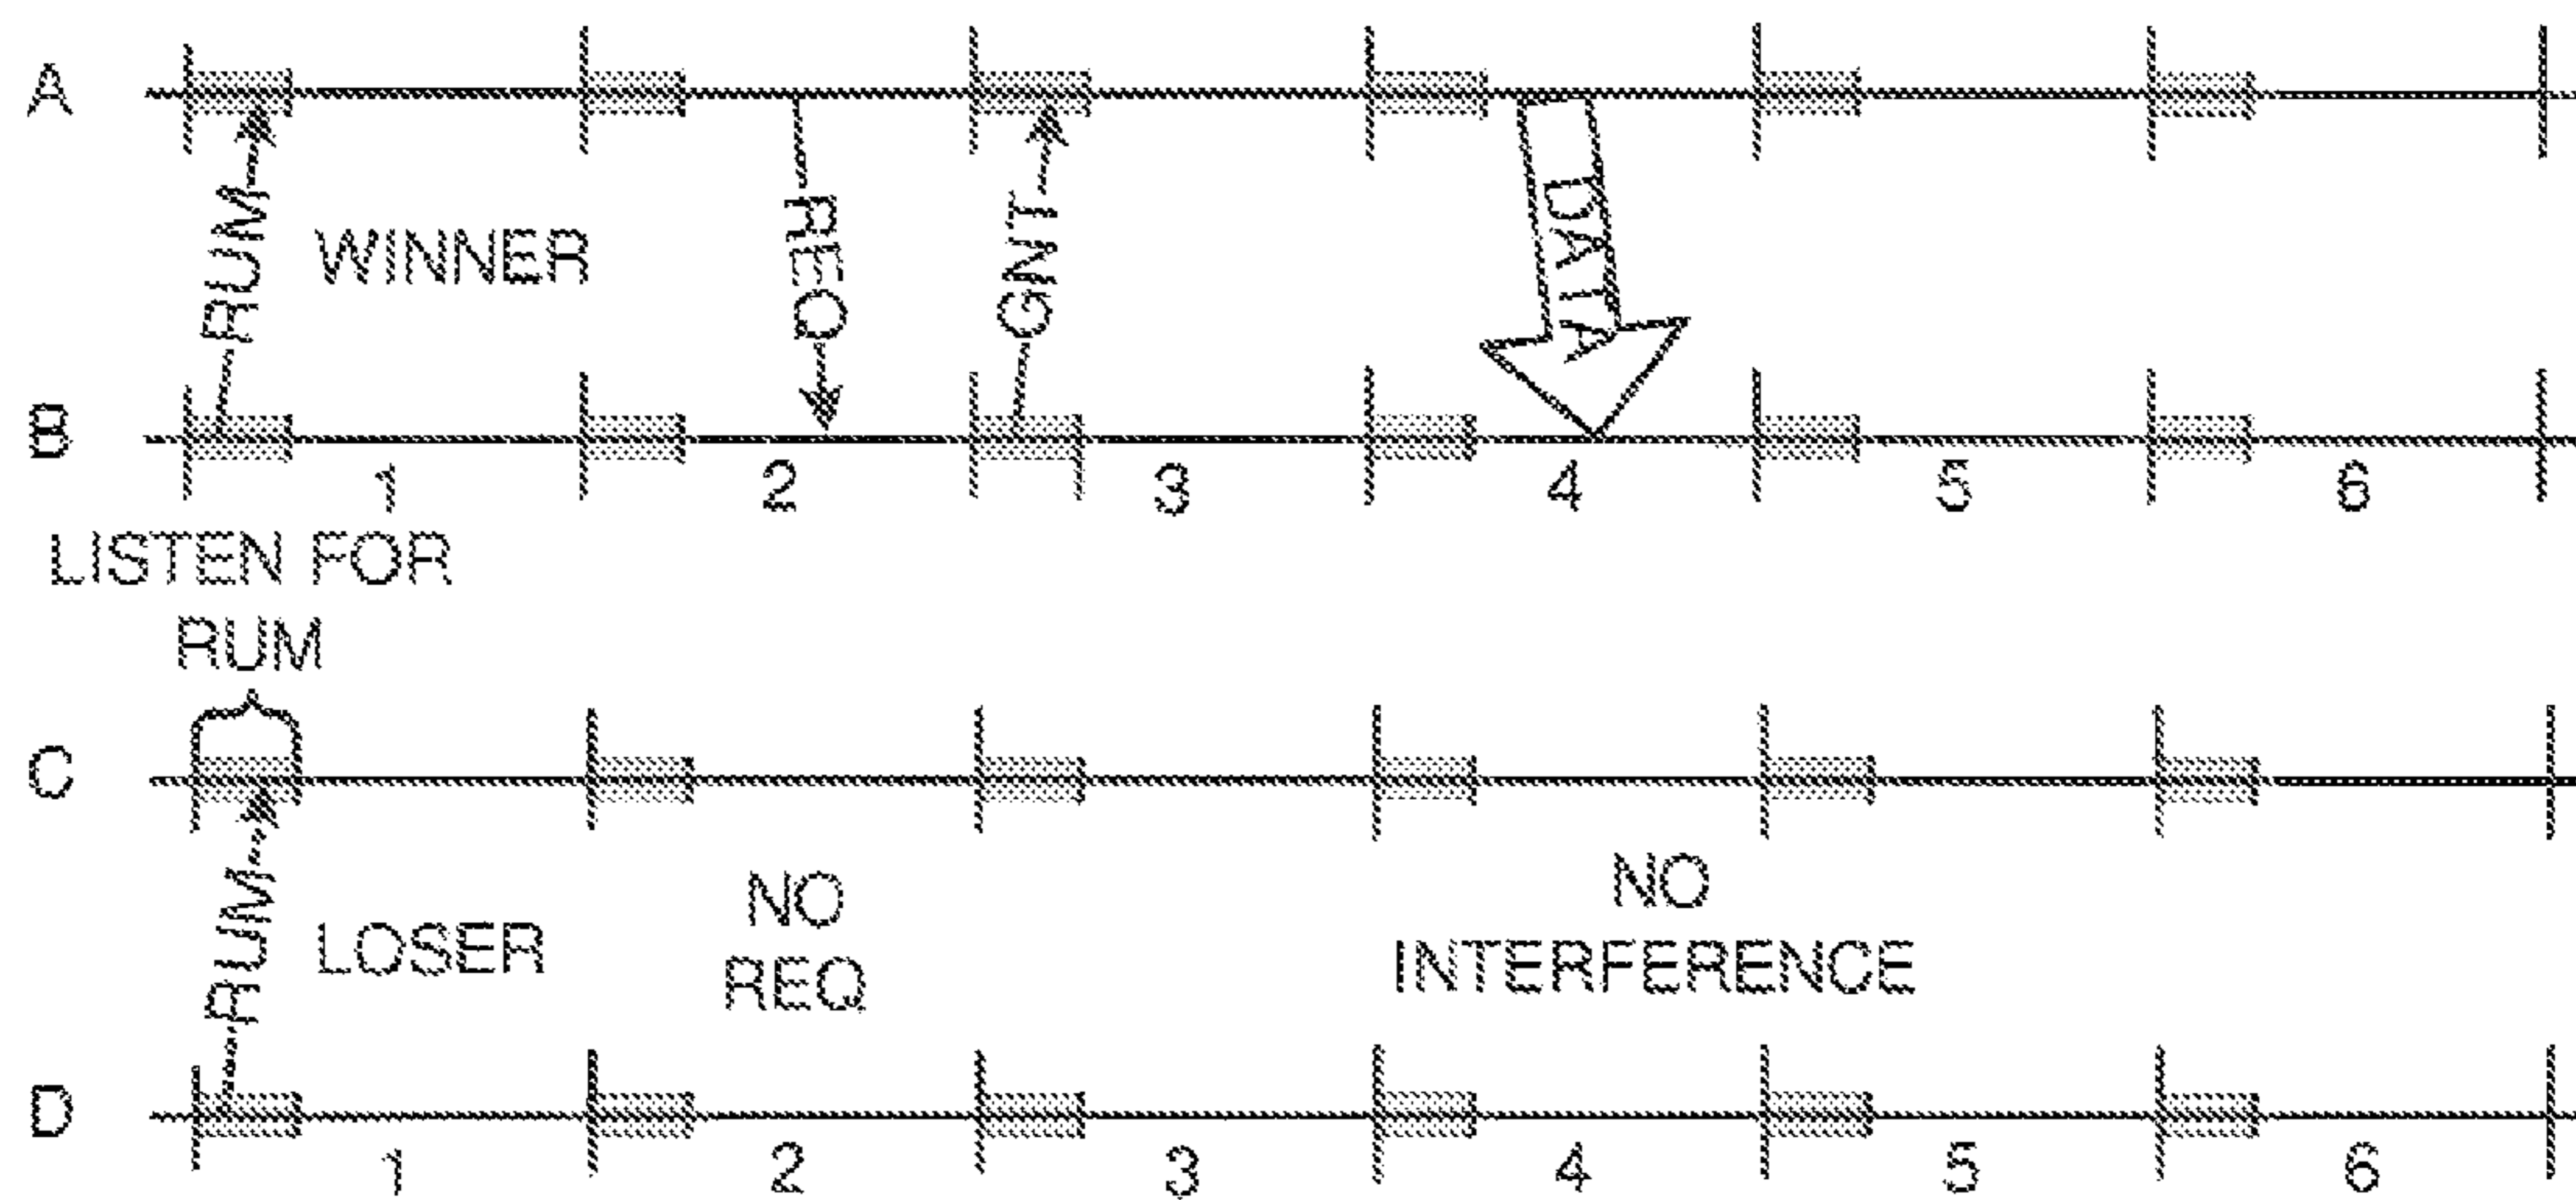 A
RUM
WINNER
REQ
GNT
DATA
B
1 2 3 4 5 6
LISTEN FOR
RUM
C
RUM
LOSER
NO
REQ
NO
INTERFERENCE
D
1 2 3 4 5 6